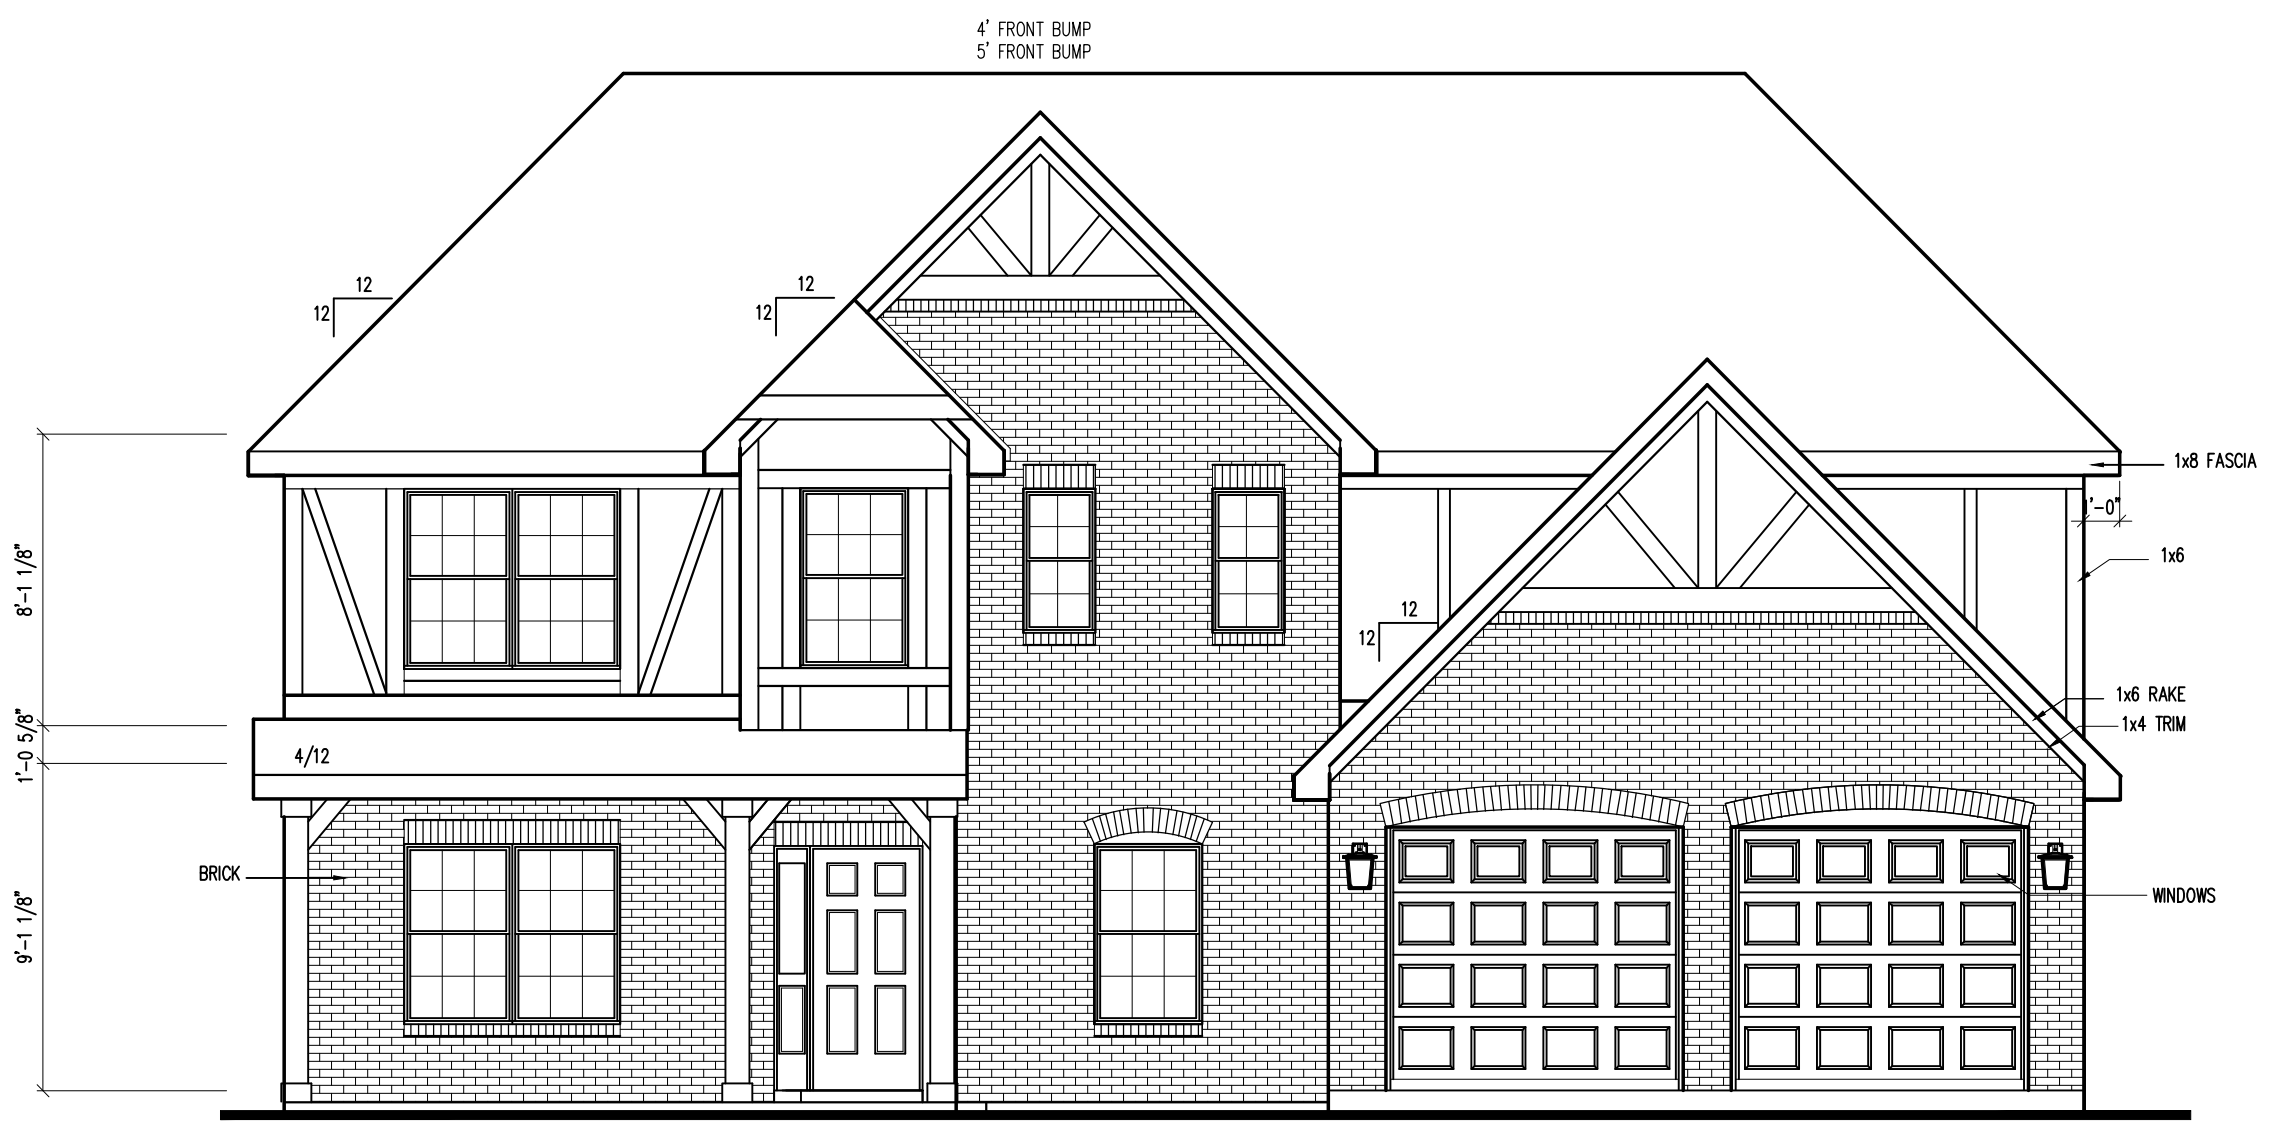 4' FRONT BUMP
5' FRONT BUMP
12
12
12
12
1x8 FASCIA
1'-0"
8'-1 1/8"
1x6
12
12
1x6 RAKE
1x4 TRIM
1'-0 5/8"
4/12
BRICK
WINDOWS
9'-1 1/8"